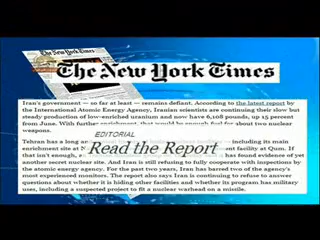 The New York Times
The New York Times
Iran's government — so far at least — remains defiant. According to the latest report by
the International Atomic Energy Agency, Iranian scientists are continuing their slow but
steady production of low-enriched uranium and now have 6,108 pounds, up 15 percent
from June. With further enrichment, that would be enough fuel for about two nuclear
weapons.
EDITORIAL
Read the Report
Tehran has a long
including its main
enrichment site at N
ent facility at Qum. If
that isn't enough, a
has found evidence of yet
another secret nuclear site. And Iran is still refusing to fully cooperate with inspections by
the atomic energy agency. For the past two years, Iran has barred two of the agency's
most experienced monitors. The report also says Iran is continuing to refuse to answer
questions about whether it is hiding other facilities and whether its program has military
uses, including a suspected project to fit a nuclear warhead on a missile.